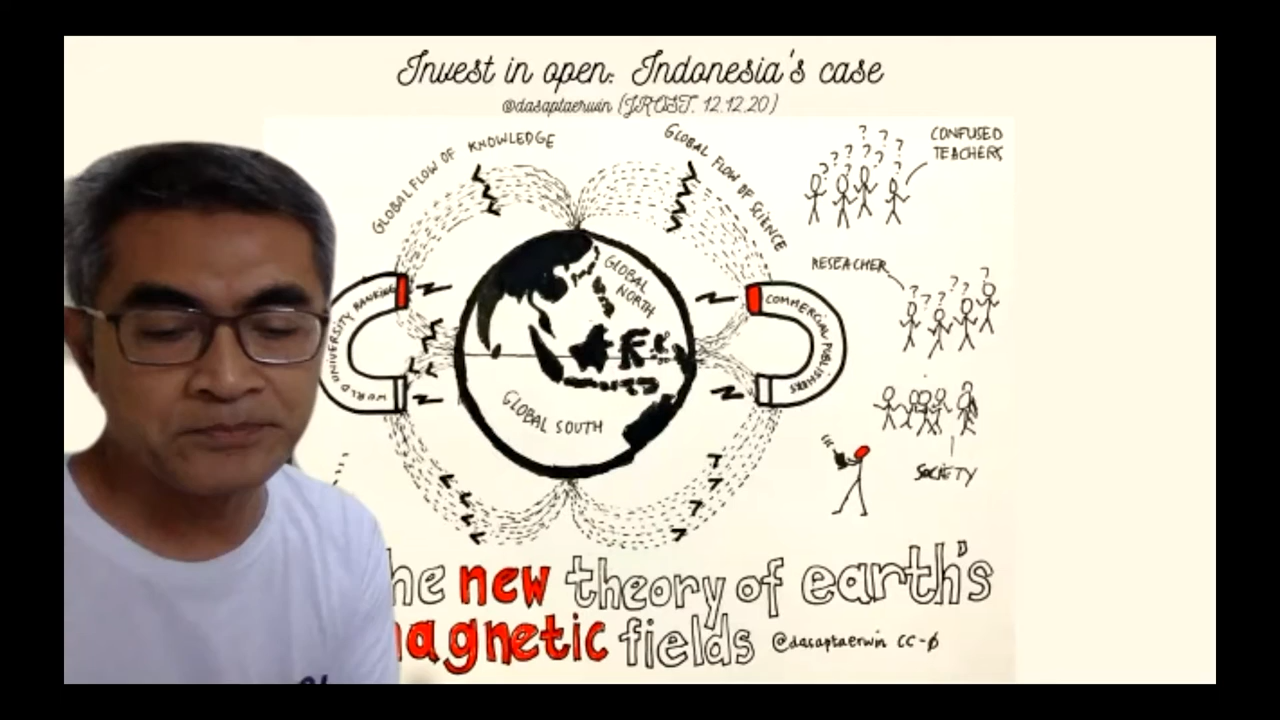 Invest in open: Indonesia's case
@dasaptaerwin (JROST, 12.12.20)
GLOBAL FLOW OF KNOWLEDGE
GLOBAL FLOW OF SCIENCE
CONFUSED
TEACHERS
? ? ? ? ? ? ? ?
RESEACHER
? ? ? ? ? ?
GLOBAL
NORTH
WORLD UNIVERSITY RANKING
COMMERCIAL PUBLISHERS
GLOBAL SOUTH
SOCIETY
he new theory of earth's
agnetic fields @dasaptaerwin CC-Ø